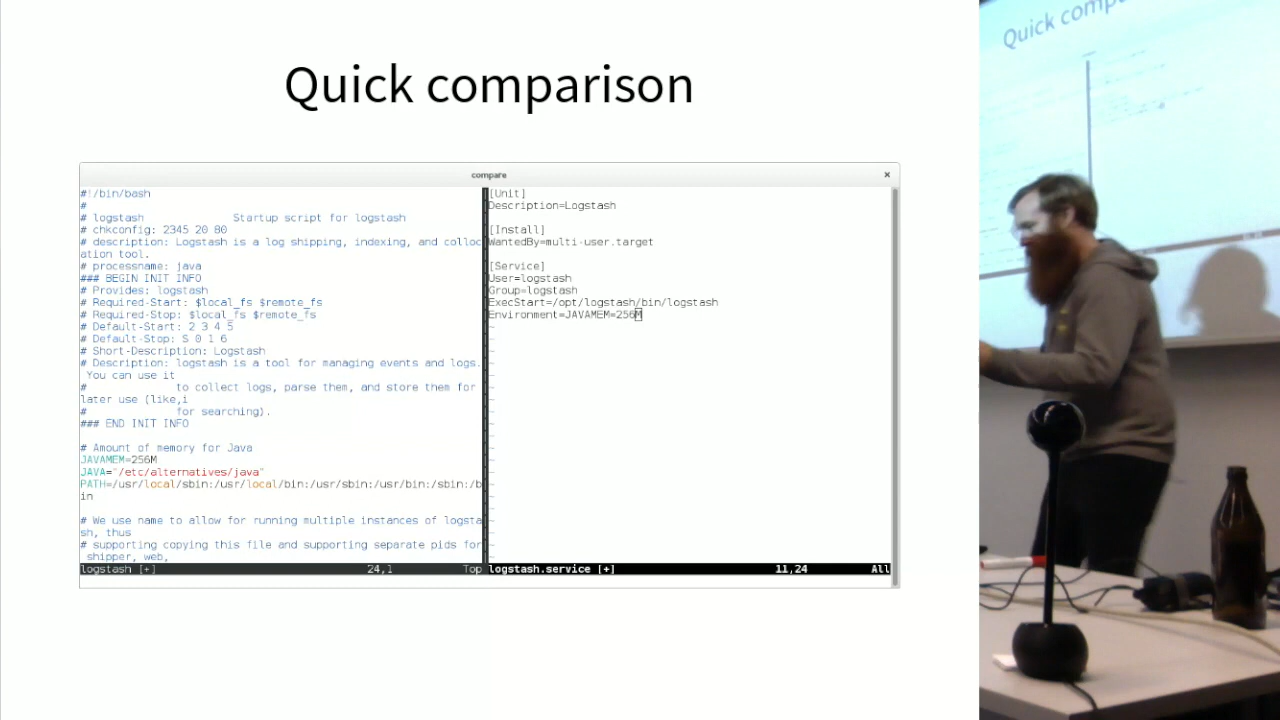 Quick comparison
compare ×
#!/bin/bash
#
# logstash Startup script for logstash
# chkconfig: 2345 20 80
# description: Logstash is a log shipping, indexing, and colloc
ation tool.
# processname: java
### BEGIN INIT INFO
# Provides: logstash
# Required-Start: $local_fs $remote_fs
# Required-Stop: $local_fs $remote_fs
# Default-Start: 2 3 4 5
# Default-Stop: S 0 1 6
# Short-Description: Logstash
# Description: logstash is a tool for managing events and logs.
 You can use it
# to collect logs, parse them, and store them for
later use (like,i
# for searching).
### END INIT INFO
# Amount of memory for Java
JAVAMEM=256M
JAVA="/etc/alternatives/java"
PATH=/usr/local/sbin:/usr/local/bin:/usr/sbin:/usr/bin:/sbin:/b
in
# We use name to allow for running multiple instances of logsta
sh, thus
# supporting copying this file and supporting separate pids for
 shipper, web,
logstash [+] 24,1 Top
[Unit]
Description=Logstash
[Install]
WantedBy=multi-user.target
[Service]
User=logstash
Group=logstash
ExecStart=/opt/logstash/bin/logstash
Environment=JAVAMEM=256M
logstash.service [+] 11,24 All
Quick comp